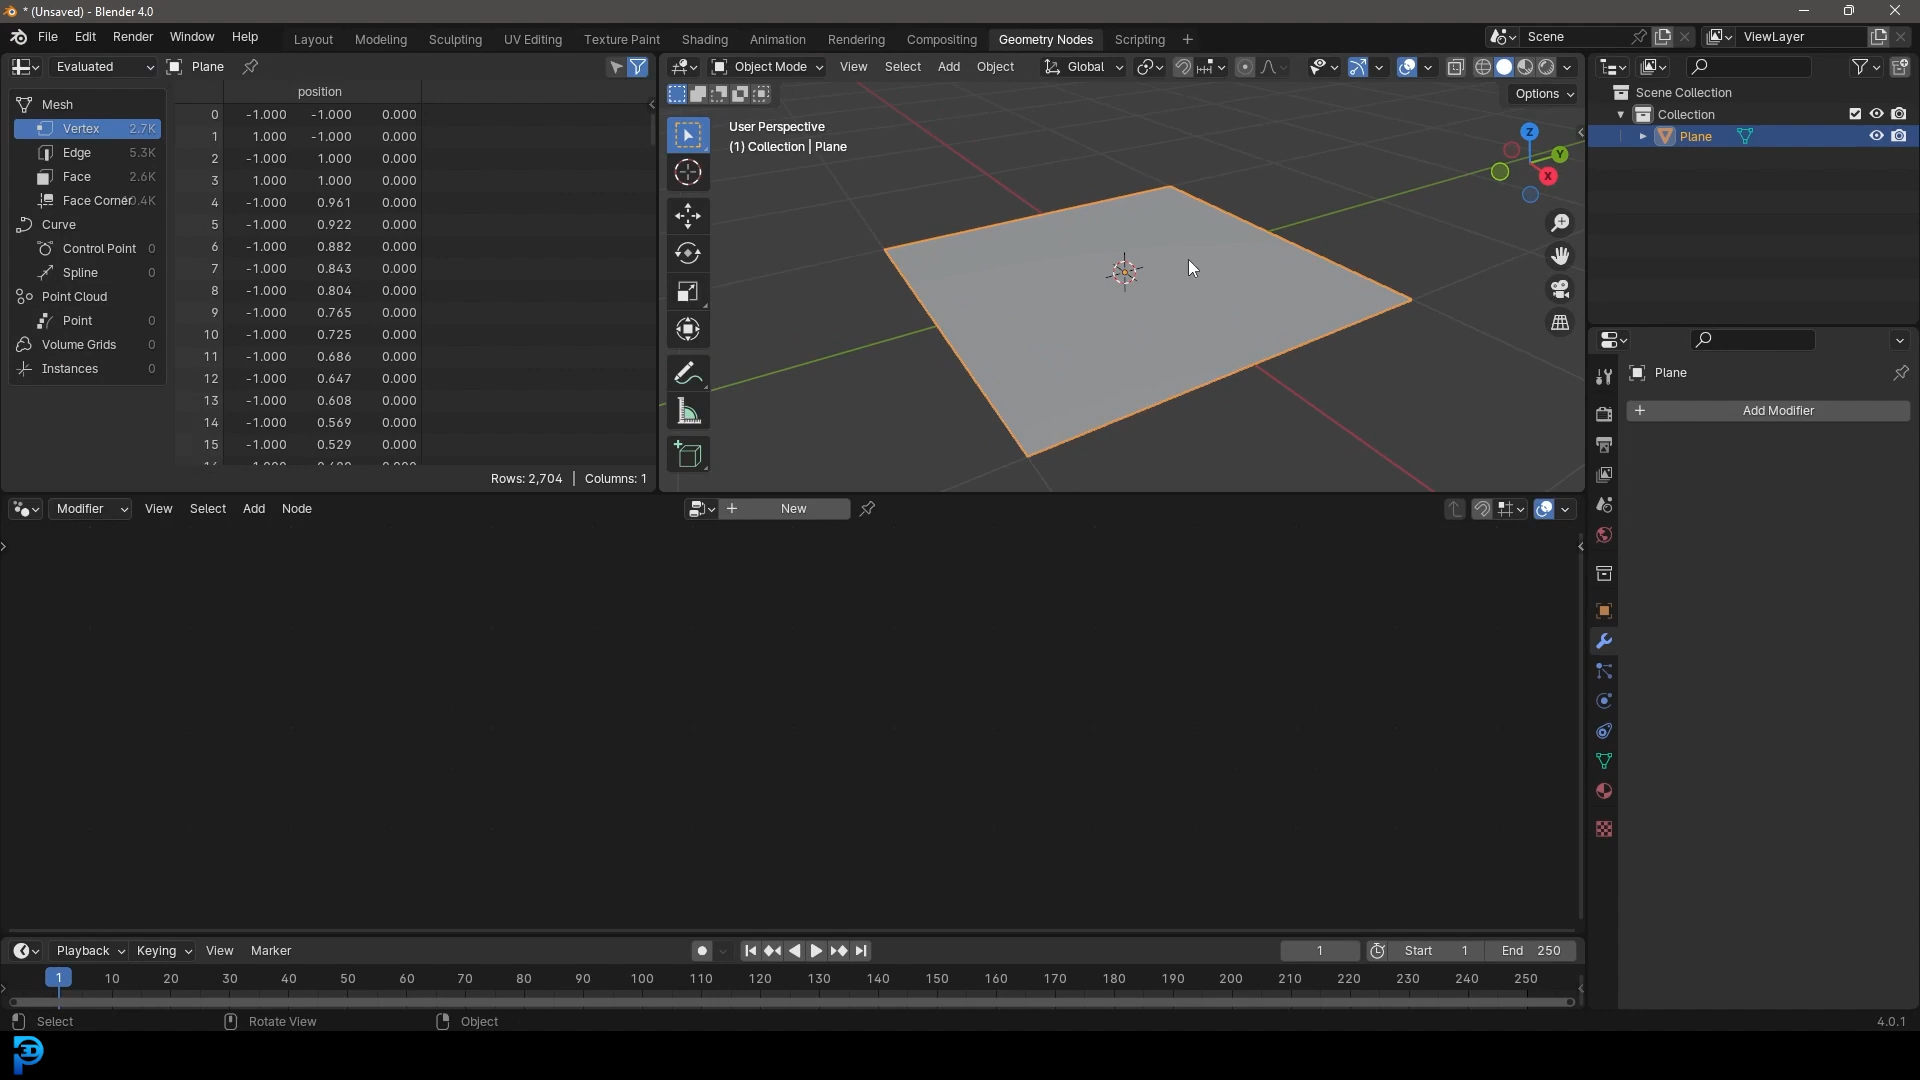 * (Unsaved) - Blender 4.0
File Edit Render Window Help Layout Modeling Sculpting UV Editing Texture Paint Shading Animation Rendering Compositing Geometry Nodes Scripting + Scene ViewLayer
Evaluated Plane Object Mode View Select Add Object Global
position Options
Mesh
Vertex 2.7K
Edge 5.3K
Face 2.6K
Face Corner
Curve
Control Point 0
Spline 0
Point Cloud
Point 0
Volume Grids 0
Instances 0
0 -1.000 -1.000 0.000
1 1.000 -1.000 0.000
2 -1.000 1.000 0.000
3 1.000 1.000 0.000
4 -1.000 0.961 0.000
5 -1.000 0.922 0.000
6 -1.000 0.882 0.000
7 -1.000 0.843 0.000
8 -1.000 0.804 0.000
9 -1.000 0.765 0.000
10 -1.000 0.725 0.000
11 -1.000 0.686 0.000
12 -1.000 0.647 0.000
13 -1.000 0.608 0.000
14 -1.000 0.569 0.000
15 -1.000 0.529 0.000
Rows: 2,704 | Columns: 1
User Perspective
(1) Collection | Plane
Z
Y
X
Scene Collection
Collection
Plane
Plane
+ Add Modifier
Modifier View Select Add Node + New
Playback Keying View Marker 1 Start 1 End 250
1 10 20 30 40 50 60 70 80 90 100 110 120 130 140 150 160 170 180 190 200 210 220 230 240 250
Select Rotate View Object 4.0.1